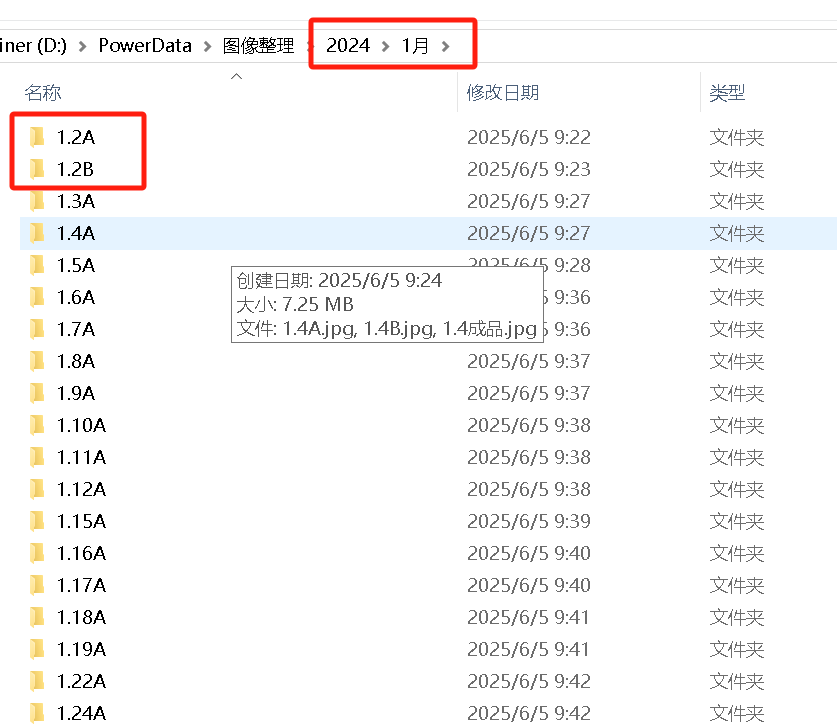 iner (D:) > PowerData > 图像整理 > 2024 > 1月 >
名称 修改日期 类型
1.2A 2025/6/5 9:22 文件夹
1.2B 2025/6/5 9:23 文件夹
1.3A 2025/6/5 9:27 文件夹
1.4A 2025/6/5 9:27 文件夹
1.5A 2025/6/5 9:28 文件夹
创建日期: 2025/6/5 9:24
1.6A 5 9:36 文件夹
大小: 7.25 MB
文件: 1.4A.jpg, 1.4B.jpg, 1.4成品.jpg
1.7A 5 9:36 文件夹
1.8A 2025/6/5 9:37 文件夹
1.9A 2025/6/5 9:37 文件夹
1.10A 2025/6/5 9:38 文件夹
1.11A 2025/6/5 9:38 文件夹
1.12A 2025/6/5 9:38 文件夹
1.15A 2025/6/5 9:39 文件夹
1.16A 2025/6/5 9:40 文件夹
1.17A 2025/6/5 9:40 文件夹
1.18A 2025/6/5 9:41 文件夹
1.19A 2025/6/5 9:41 文件夹
1.22A 2025/6/5 9:42 文件夹
1.24A 2025/6/5 9:42 文件夹